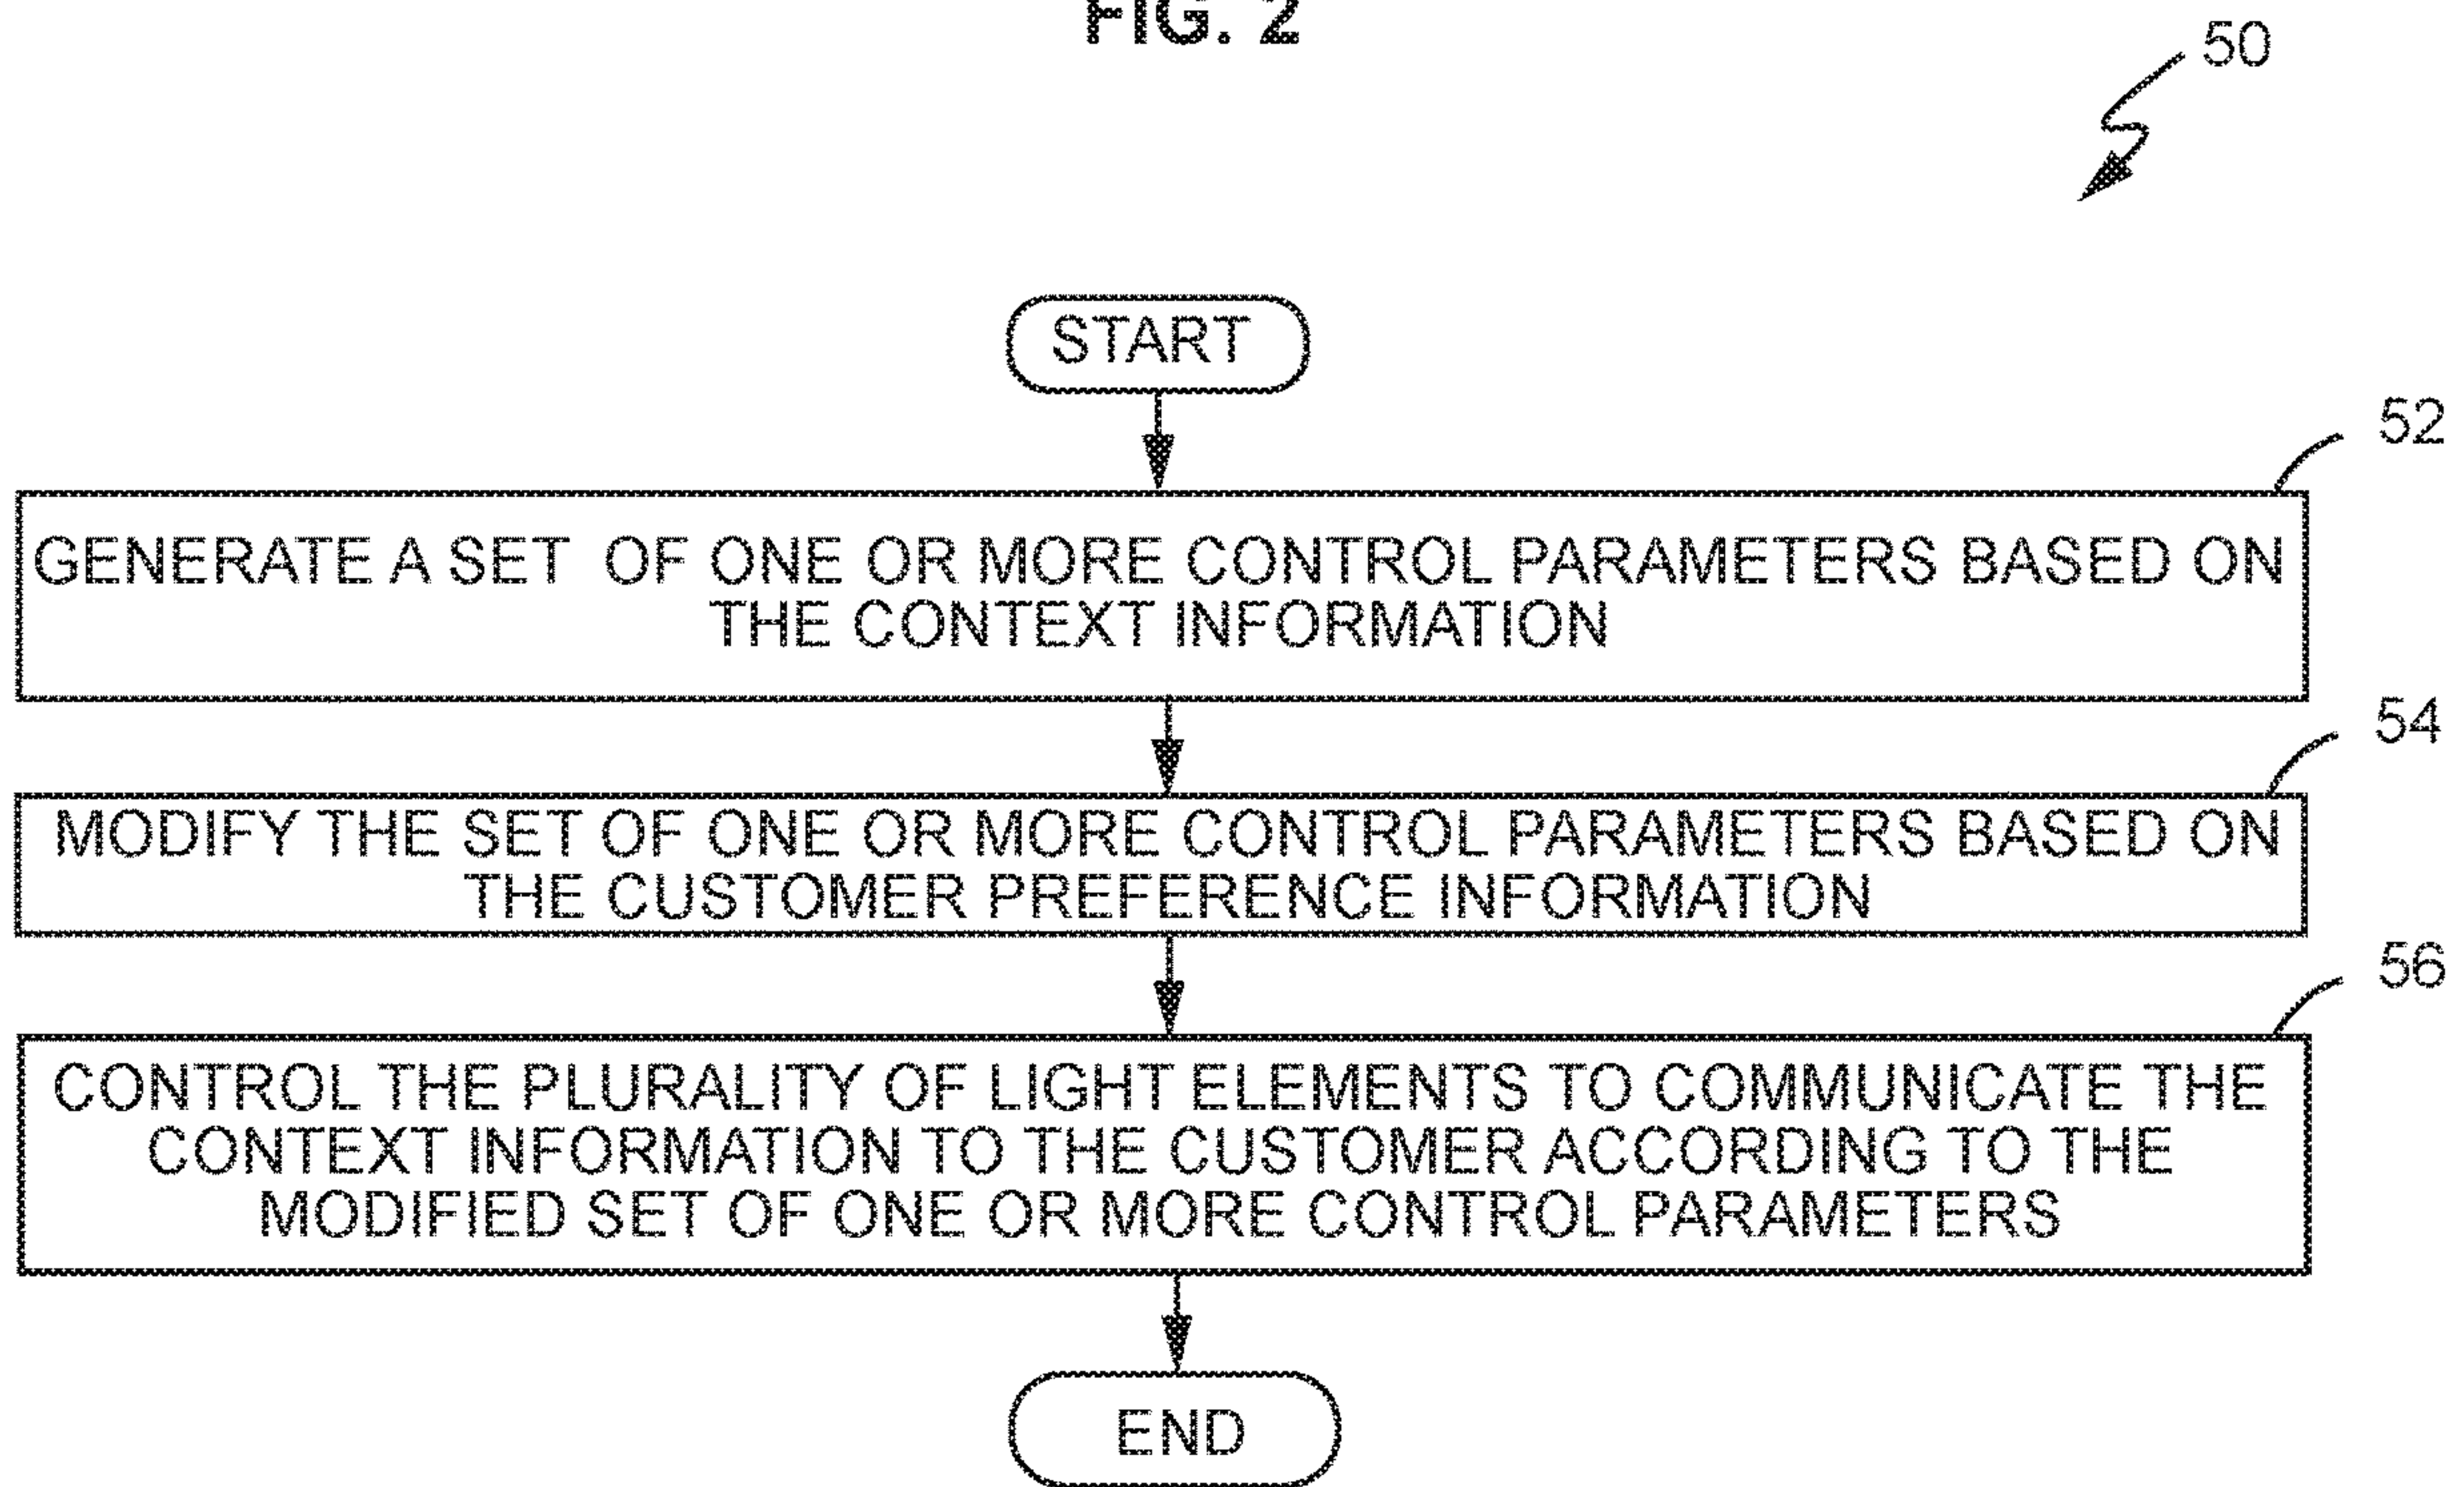 FIG. 2
50
START
52
GENERATE A SET OF ONE OR MORE CONTROL PARAMETERS BASED ON
THE CONTEXT INFORMATION
54
MODIFY THE SET OF ONE OR MORE CONTROL PARAMETERS BASED ON
THE CUSTOMER PREFERENCE INFORMATION
56
CONTROL THE PLURALITY OF LIGHT ELEMENTS TO COMMUNICATE THE
CONTEXT INFORMATION TO THE CUSTOMER ACCORDING TO THE
MODIFIED SET OF ONE OR MORE CONTROL PARAMETERS
END